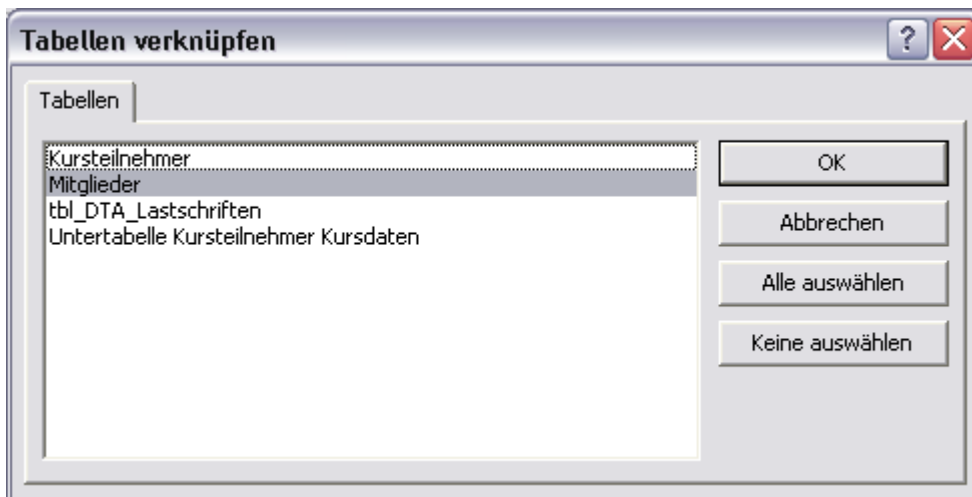 Tabellen verknüpfen
Tabellen
Kursteilnehmer
Mitglieder
tbl_DTA_Lastschriften
Untertabelle Kursteilnehmer Kursdaten
OK
Abbrechen
Alle auswählen
Keine auswählen